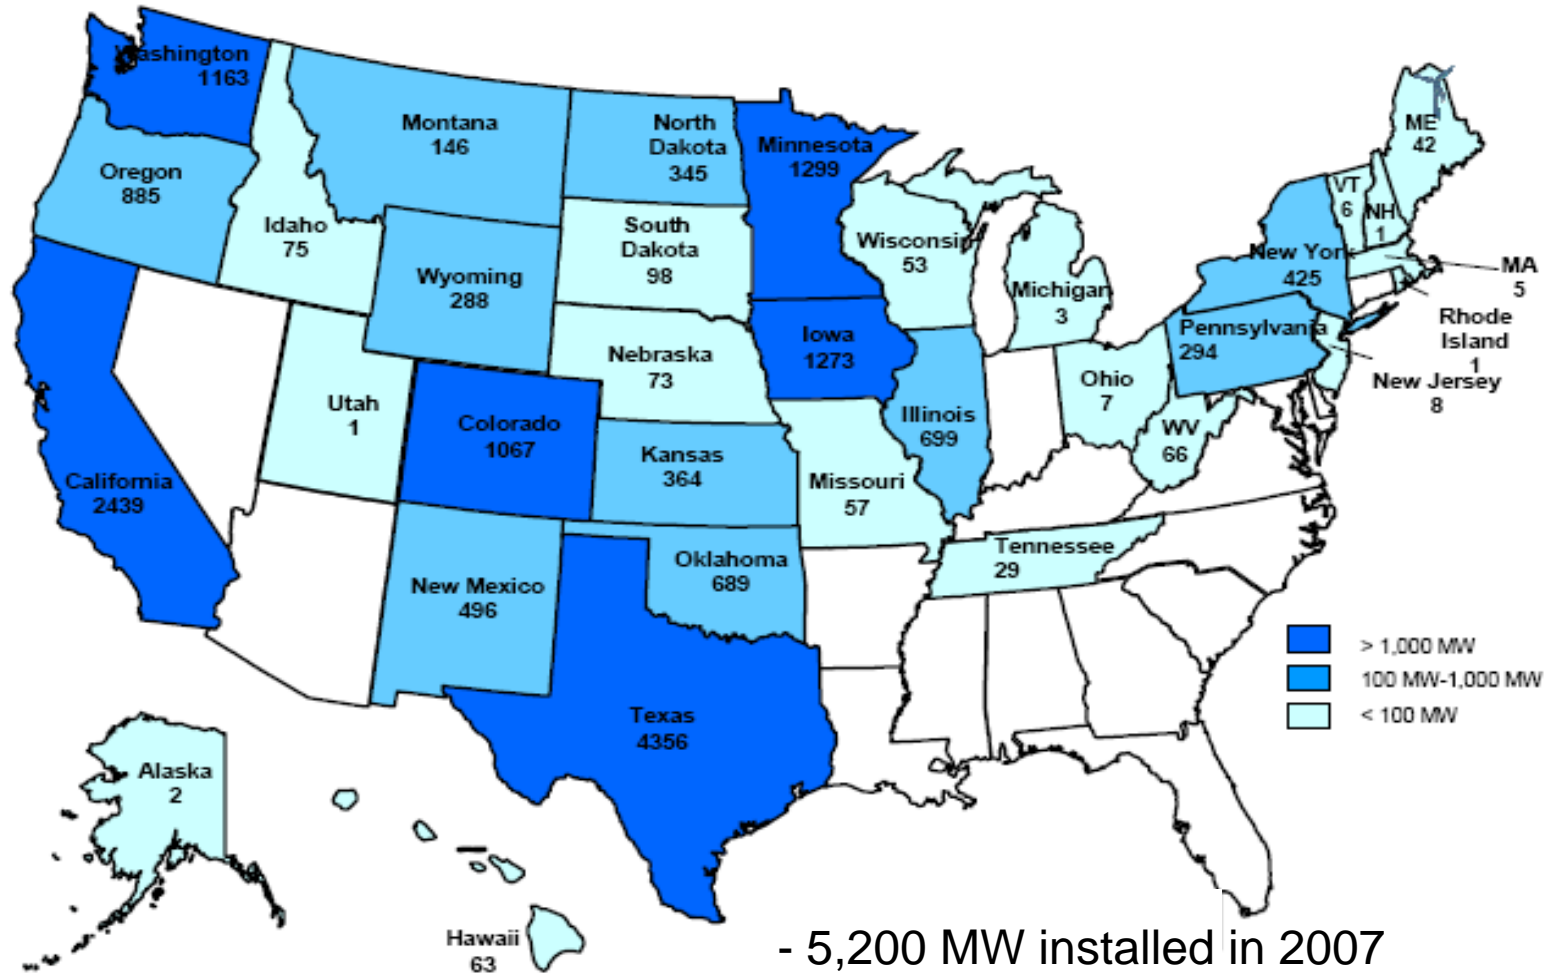 Washington
1163
Oregon
885
California
2439
Idaho
75
Montana
146
Wyoming
288
Utah
1
Colorado
1067
New Mexico
496
North
Dakota
345
South
Dakota
98
Nebraska
73
Kansas
364
Oklahoma
689
Texas
4356
Minnesota
1299
Iowa
1273
Missouri
57
Wisconsin
53
Illinois
699
Michigan
3
Ohio
7
WV
66
Tennessee
29
Pennsylvania
294
New York
425
VT
6
NH
1
ME
42
MA
5
Rhode
Island
1
New Jersey
8
Alaska
2
Hawaii
63
> 1,000 MW
100 MW-1,000 MW
< 100 MW
- 5,200 MW installed in 2007